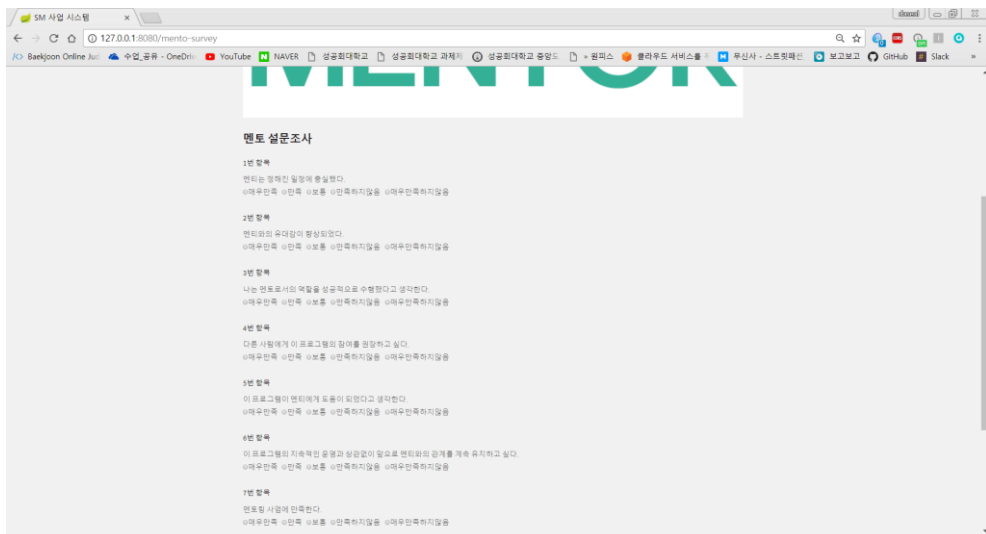 SM 사업 시스템
127.0.0.1:8080/mento-survey
Baekjoon Online Jud 수업_공유 - OneDriv YouTube NAVER 성공회대학교 성공회대학교 과제 성공회대학교 중앙도 » 원피스 클라우드 서비스를 무신사 - 스트릿패션 보고보고 GitHub Slack »
MENTOR
멘토 설문조사
1번 항목
멘티는 정해진 일정에 충실했다.
매우만족 만족 보통 만족하지않음 매우만족하지않음
2번 항목
멘티와의 유대감이 향상되었다.
매우만족 만족 보통 만족하지않음 매우만족하지않음
3번 항목
나는 멘토로서의 역할을 성공적으로 수행했다고 생각한다.
매우만족 만족 보통 만족하지않음 매우만족하지않음
4번 항목
다른 사람에게 이 프로그램의 참여를 권장하고 싶다.
매우만족 만족 보통 만족하지않음 매우만족하지않음
5번 항목
이 프로그램이 멘티에게 도움이 되었다고 생각한다.
매우만족 만족 보통 만족하지않음 매우만족하지않음
6번 항목
이 프로그램의 지속적인 운영과 상관없이 앞으로 멘티와의 관계를 계속 유지하고 싶다.
매우만족 만족 보통 만족하지않음 매우만족하지않음
7번 항목
멘토링 사업에 만족한다.
매우만족 만족 보통 만족하지않음 매우만족하지않음